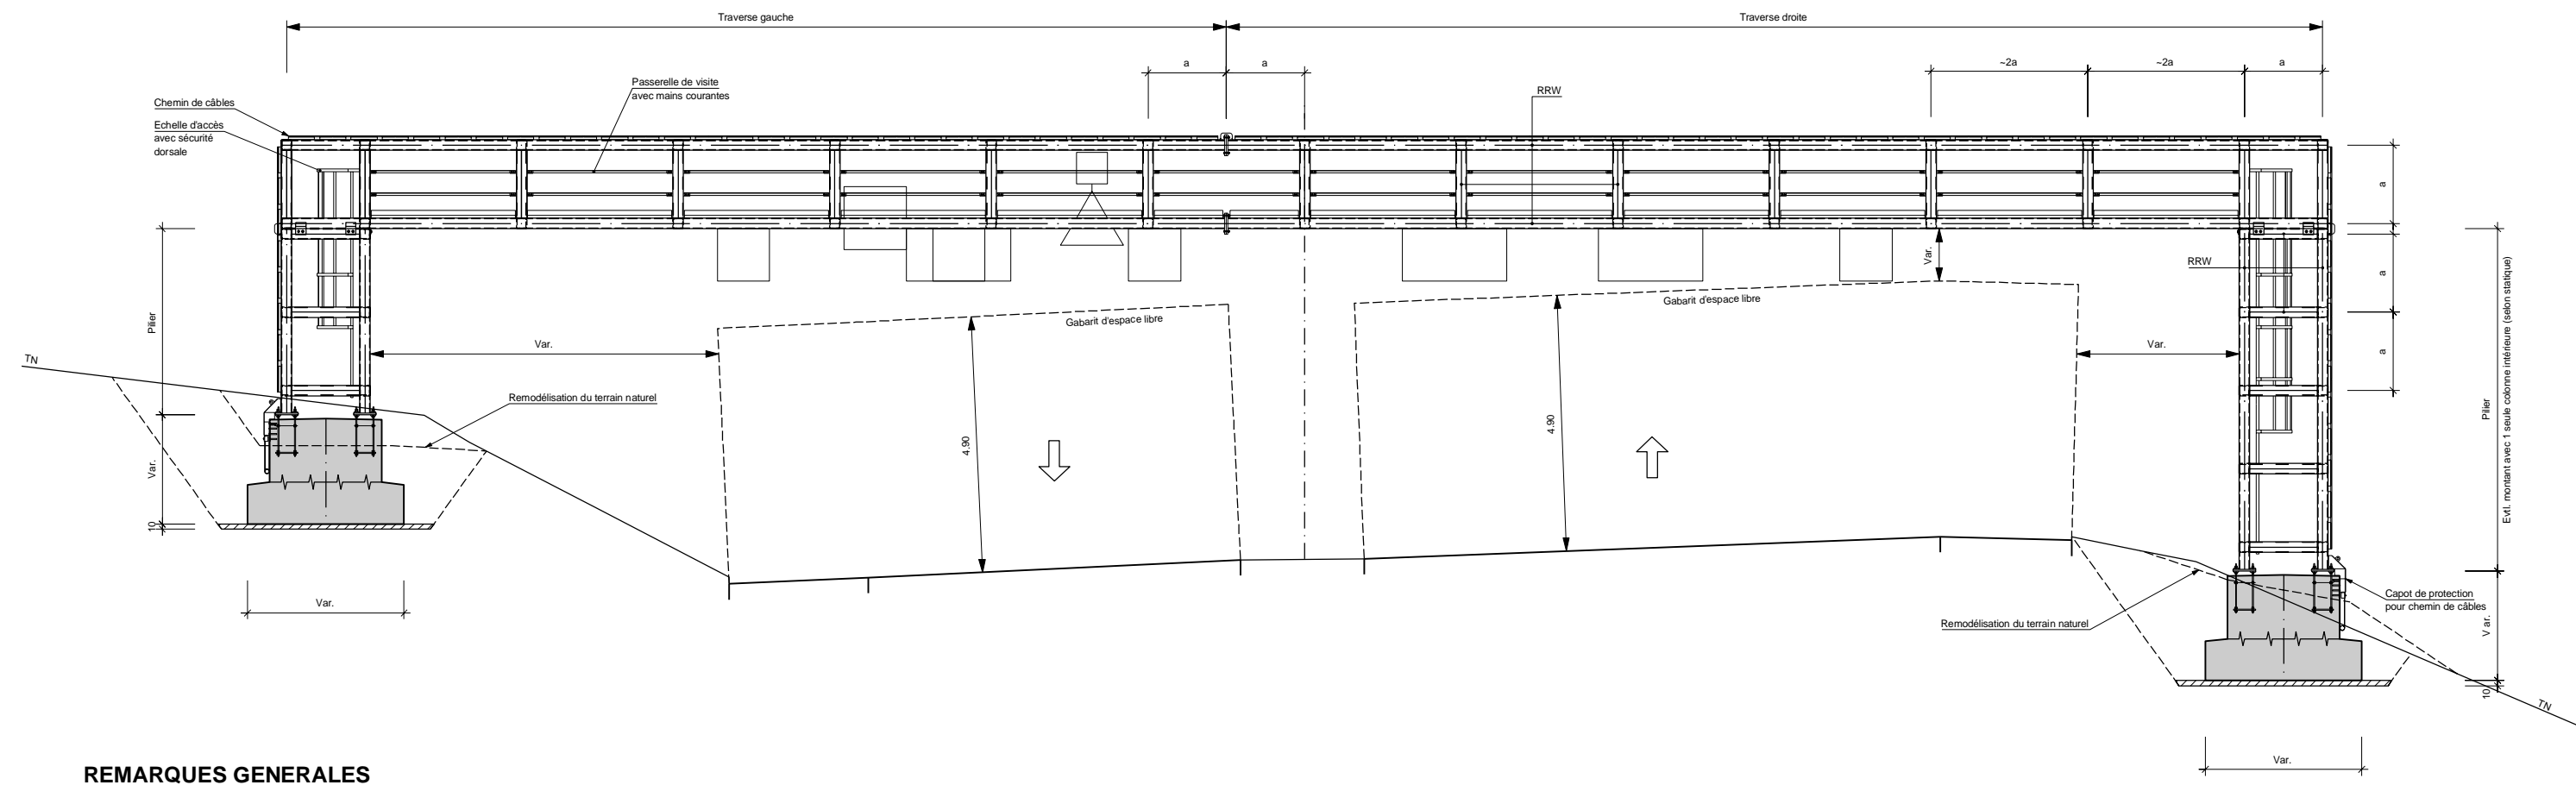 Traverse gauche
Traverse droite
a
a
~2a
~2a
a
Passerelle de visite
avec mains courantes
RRW
Chemin de câbles
Echelle d'accès
avec sécurité
dorsale
a
Var.
RRW
a
Pilier
Gabarit d'espace libre
Gabarit d'espace libre
Var.
Var.
a
TN
Remodélisation du terrain naturel
4.90
4.90
Pilier
Evtl. montant avec 1 seule colonne intérieure (selon statique)
Var.
10
Var.
Capot de protection
pour chemin de câbles
Remodélisation du terrain naturel
V ar.
10
TN
Var.
REMARQUES GENERALES